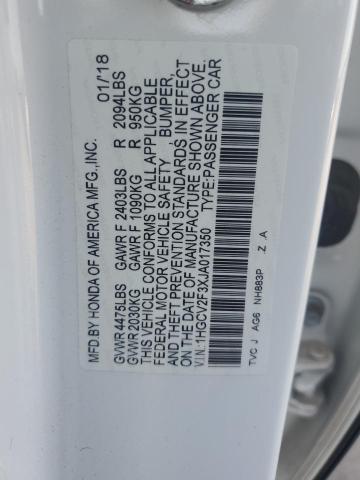 MFD.BY HONDA OF AMERICA MFG.,INC. 01/'18
GVWR 4475LBS GAWR F 2403LBS R 2094LBS
GVWR 2030KG GAWR F 1090KG R 950KG
THIS VEHICLE CONFORMS TO ALL APPLICABLE
FEDERAL MOTOR VEHICLE SAFETY BUMPER,
AND THEFT PREVENTION STANDARDS IN EFFECT
ON THE DATE OF MANUFACTURE SHOWN ABOVE.
V.I.N.:1HGCV2F3XJA017350 TYPE:PASSENGER CAR
TVC J AG6 NH883P .Z .A